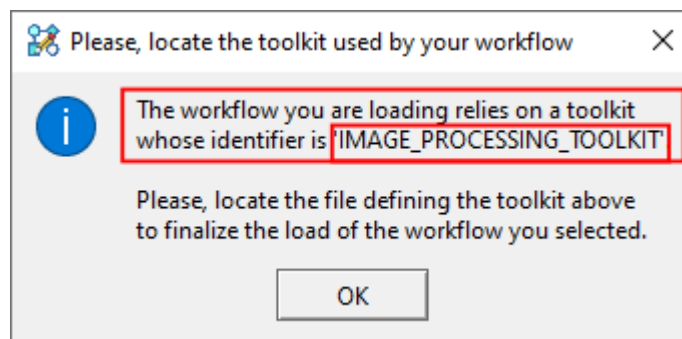 Please, locate the toolkit used by your workflow
The workflow you are loading relies on a toolkit
whose identifier is 'IMAGE_PROCESSING_TOOLKIT'.
Please, locate the file defining the toolkit above
to finalize the load of the workflow you selected.
OK